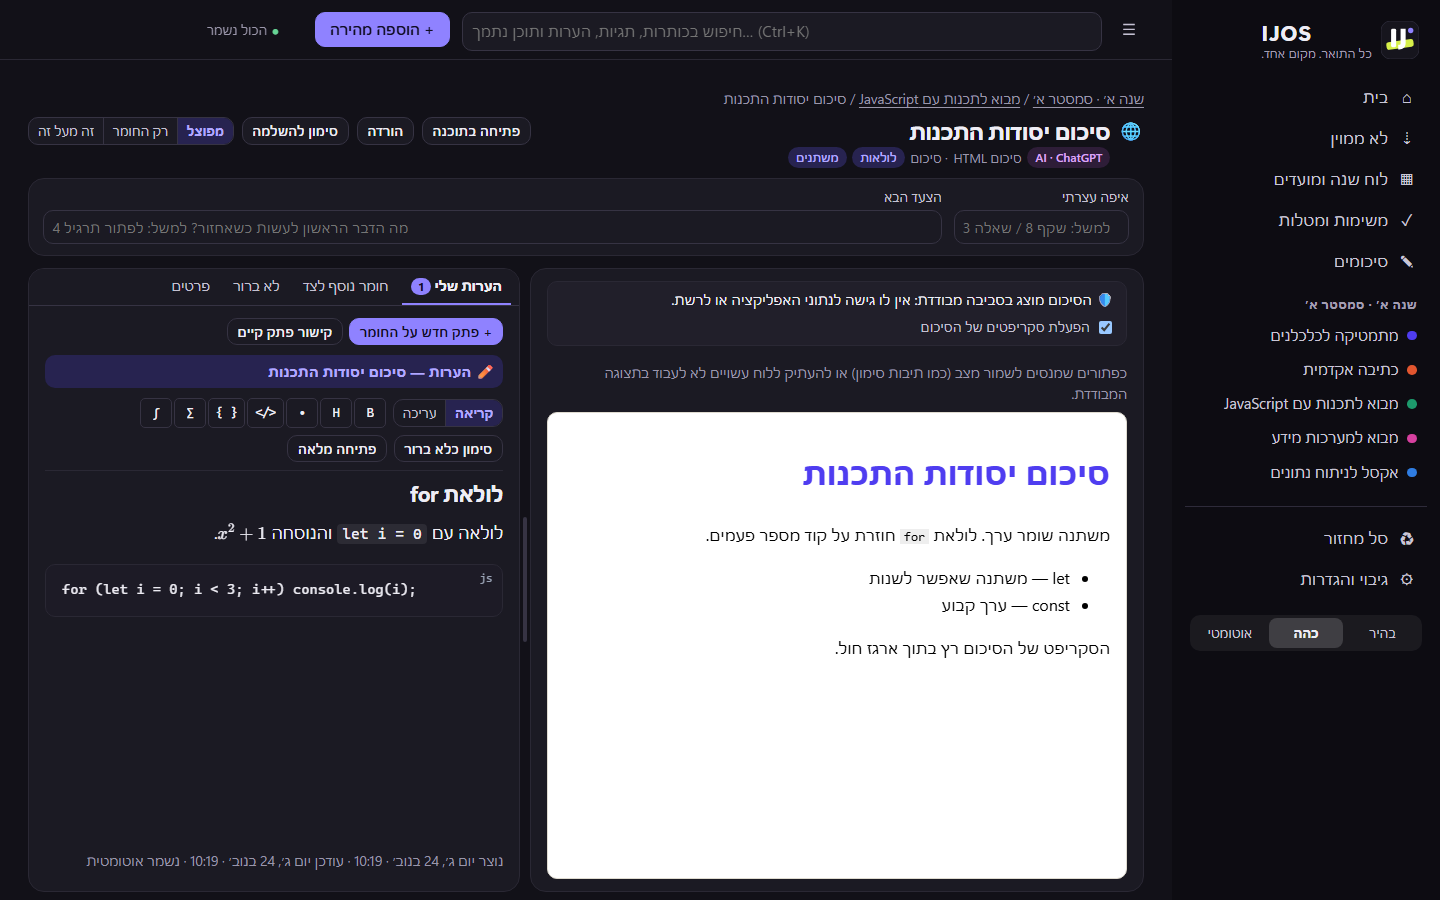 IJOS
כל התואר. מקום אחד.
בית
לא ממוין
לוח שנה ומועדים
משימות ומטלות
סיכומים
שנה א׳ · סמסטר א׳
מתמטיקה לכלכלנים
כתיבה אקדמית
מבוא לתכנות עם JavaScript
מבוא למערכות מידע
אקסל לניתוח נתונים
סל מחזור
גיבוי והגדרות
בהיר
כהה
אוטומטי
חיפוש בכותרות, תגיות, הערות ותוכן נתמך... (Ctrl+K)
+ הוספה מהירה
הכול נשמר
שנה א׳ · סמסטר א׳ / מבוא לתכנות עם JavaScript / סיכום יסודות התכנות
סיכום יסודות התכנות
AI · ChatGPT סיכום HTML · סיכום לולאות משתנים
פתיחה בתוכנה
הורדה
סימון להשלמה
מפוצל
רק החומר
זה מעל זה
איפה עצרתי
למשל: שקף 8 / שאלה 3
הצעד הבא
מה הדבר הראשון לעשות כשאחזור? למשל: לפתור תרגיל 4
הסיכום מוצג בסביבה מבודדת: אין לו גישה לנתוני האפליקציה או לרשת.
הפעלת סקריפטים של הסיכום
כפתורים שמנסים לשמור מצב (כמו תיבות סימון) או להעתיק ללוח עשויים לא לעבוד בתצוגה
המבודדת.
סיכום יסודות התכנות
משתנה שומר ערך. לולאת for חוזרת על קוד מספר פעמים.
• let — משתנה שאפשר לשנות
• const — ערך קבוע
הסקריפט של הסיכום רץ בתוך ארגז חול.
הערות שלי 1
חומר נוסף לצד
לא ברור
פרטים
+ פתק חדש על החומר
קישור פתק קיים
הערות — סיכום יסודות התכנות
קריאה
עריכה
B
H
•
</>
{ }
∑
∫
סימון כלא ברור
פתיחה מלאה
לולאת for
לולאה עם let i = 0 והנוסחה x² + 1.
js
for (let i = 0; i < 3; i++) console.log(i);
נוצר יום ג׳, 24 בנוב׳ · 10:19 · עודכן יום ג׳, 24 בנוב׳ · 10:19 · נשמר אוטומטית